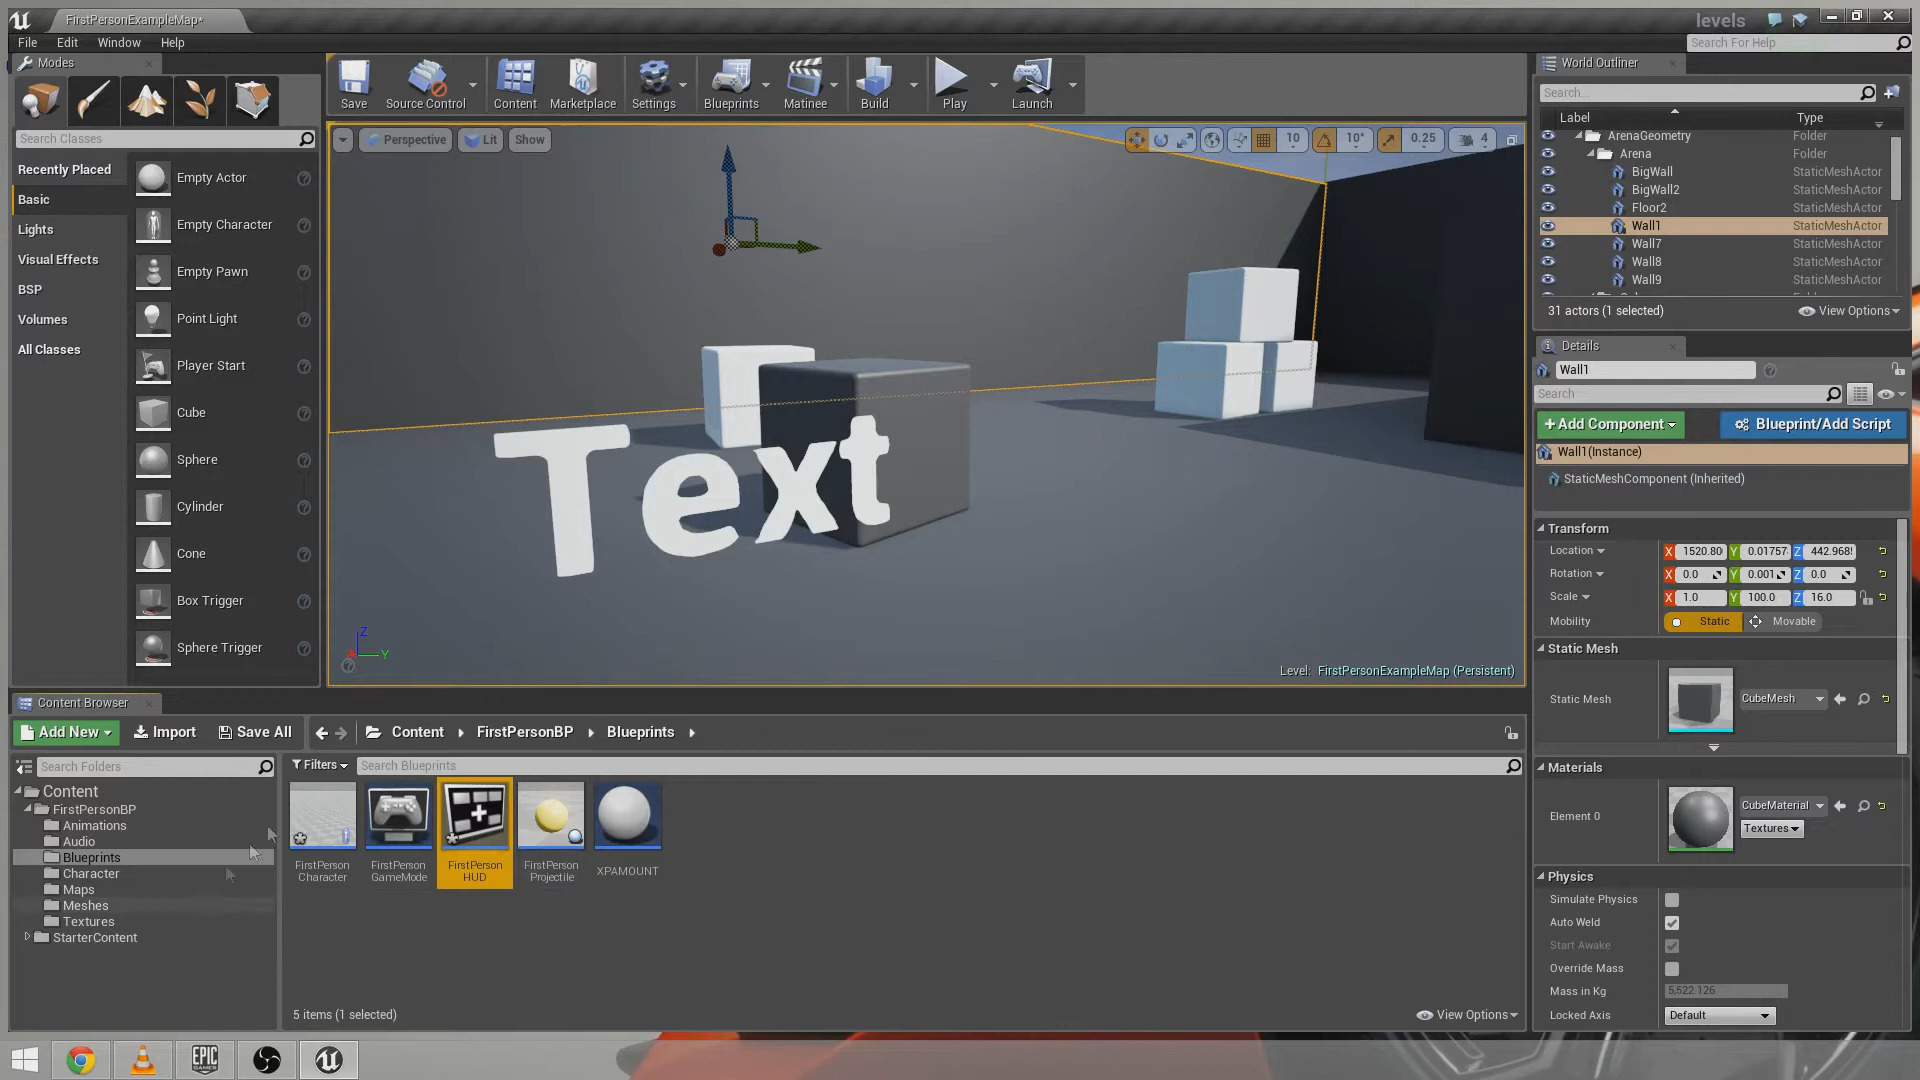 FirstPersonExampleMap*
levels
File Edit Window Help
Search For Help
Modes
Search Classes
Recently Placed
Basic
Lights
Visual Effects
BSP
Volumes
All Classes
Empty Actor
Empty Character
Empty Pawn
Point Light
Player Start
Cube
Sphere
Cylinder
Cone
Box Trigger
Sphere Trigger
Save Source Control Content Marketplace Settings Blueprints Matinee Build Play Launch
Perspective Lit Show
10 10° 0.25 4
Text
Z
Y
Level: FirstPersonExampleMap (Persistent)
World Outliner
Search...
Label Type
ArenaGeometry Folder
Arena Folder
BigWall StaticMeshActor
BigWall2 StaticMeshActor
Floor2 StaticMeshActor
Wall1 StaticMeshActor
Wall7 StaticMeshActor
Wall8 StaticMeshActor
Wall9 StaticMeshActor
31 actors (1 selected) View Options
Details
Wall1
Search
+Add Component Blueprint/Add Script
Wall1(Instance)
StaticMeshComponent (Inherited)
Transform
Location X 1520.80 Y 0.01757 Z 442.968
Rotation X 0.0 Y 0.001 Z 0.0
Scale X 1.0 Y 100.0 Z 16.0
Mobility Static Movable
Static Mesh
Static Mesh CubeMesh
Materials
Element 0 CubeMaterial
Textures
Physics
Simulate Physics
Auto Weld
Start Awake
Override Mass
Mass in Kg 5,522.126
Locked Axis Default
Content Browser
Add New Import Save All Content FirstPersonBP Blueprints
Search Folders
Filters Search Blueprints
Content
FirstPersonBP
Animations
Audio
Blueprints
Character
Maps
Meshes
Textures
StarterContent
FirstPerson Character
FirstPerson GameMode
FirstPerson HUD
FirstPerson Projectile
XPAMOUNT
5 items (1 selected) View Options
EPIC GAMES